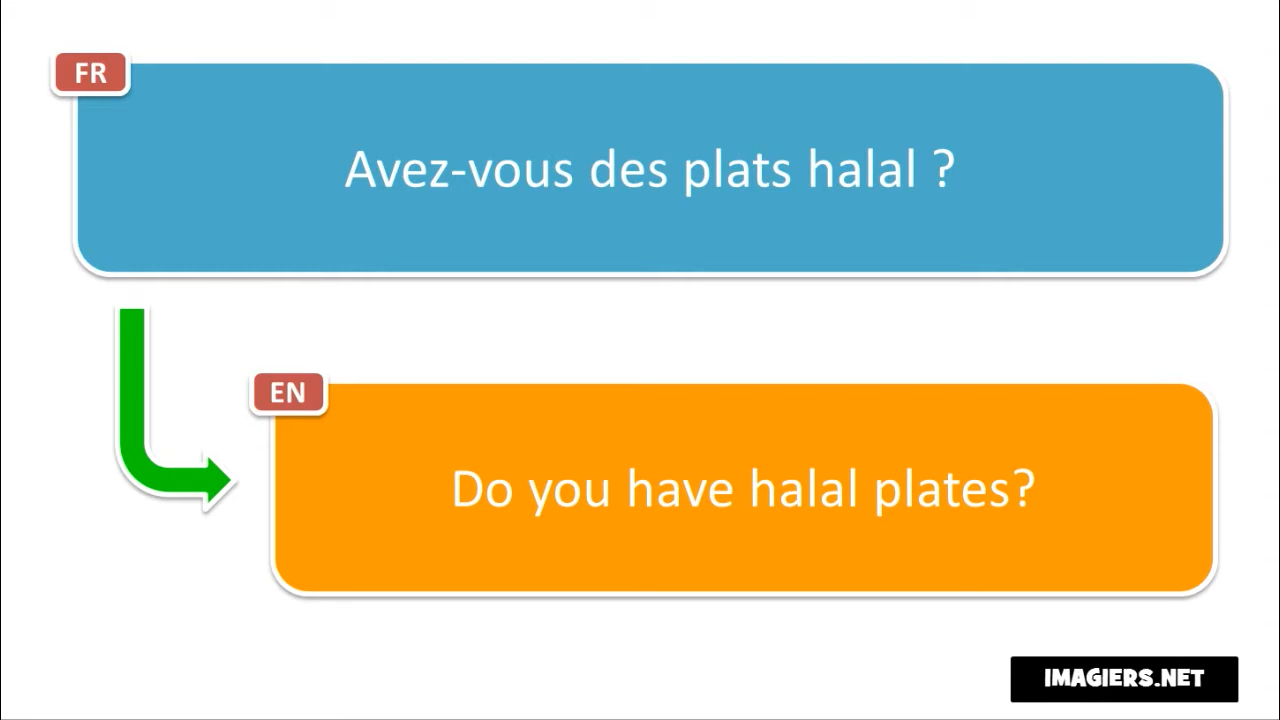 FR
Avez-vous des plats halal ?
EN
Do you have halal plates?
IMAGIERS.NET